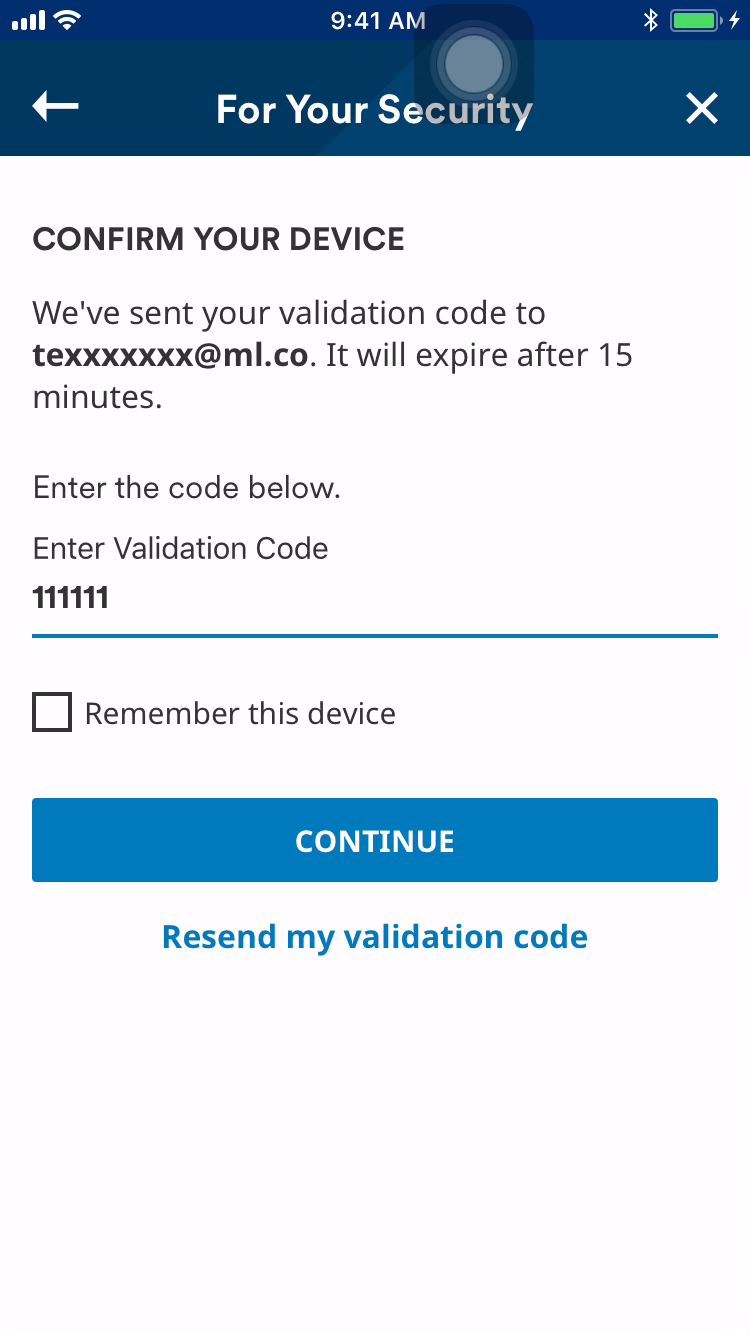 9:41 AM
For Your Security
CONFIRM YOUR DEVICE
We've sent your validation code to
texxxxxxx@ml.co. It will expire after 15
minutes.
Enter the code below.
Enter Validation Code
111111
Remember this device
CONTINUE
Resend my validation code